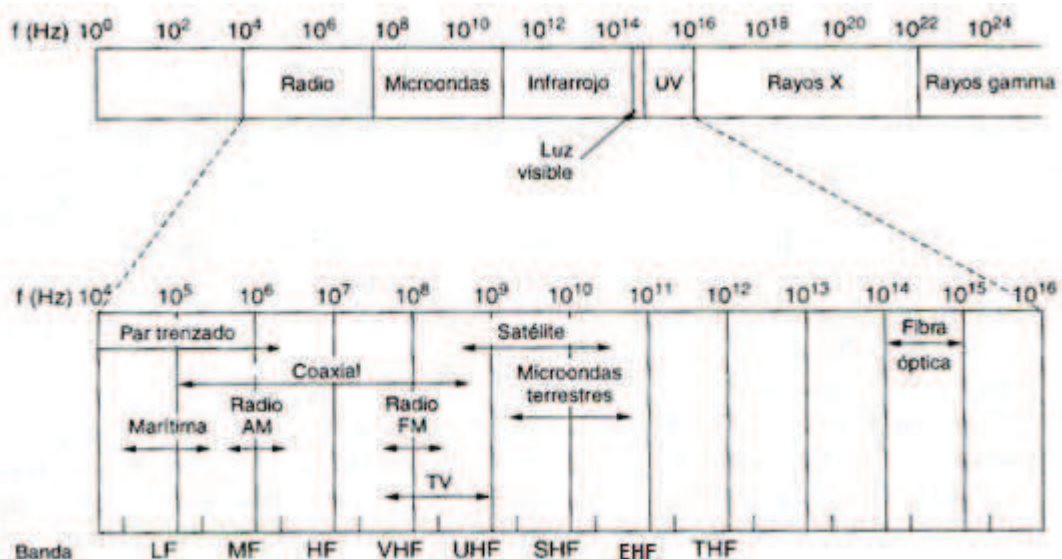 f (Hz) 10⁰ 10² 10⁴ 10⁶ 10⁸ 10¹⁰ 10¹² 10¹⁴ 10¹⁶ 10¹⁸ 10²⁰ 10²² 10²⁴
Radio Microondas Infrarrojo UV Rayos X Rayos gamma
Luz
visible
f (Hz) 10⁴ 10⁵ 10⁶ 10⁷ 10⁸ 10⁹ 10¹⁰ 10¹¹ 10¹² 10¹³ 10¹⁴ 10¹⁵ 10¹⁶
Par trenzado Satélite Fibra
óptica
Coaxial Microondas
terrestres
Marítima Radio
AM Radio
FM
TV
Banda LF MF HF VHF UHF SHF EHF THF